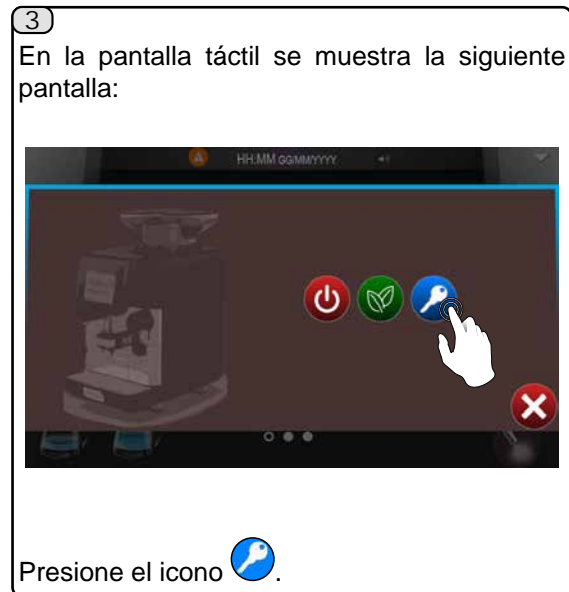 3
En la pantalla táctil se muestra la siguiente
pantalla:
A HH:MM GG/MM/YYYY
Presione el icono .